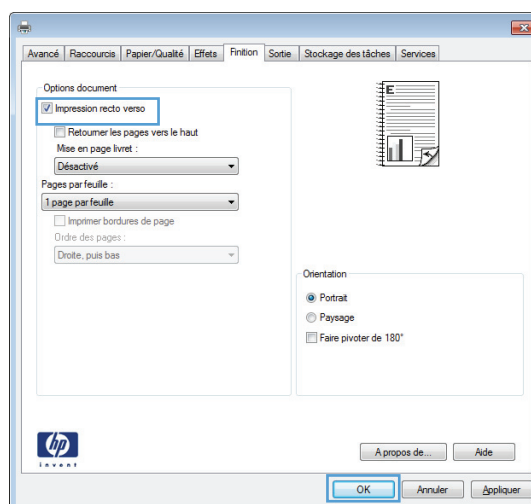 Avancé Raccourcis Papier/Qualité Effets Finition Sortie Stockage des tâches Services
Options document
Impression recto verso
Retourner les pages vers le haut
Mise en page livret :
Désactivé
Pages par feuille :
1 page par feuille
Imprimer bordures de page
Ordre des pages :
Droite, puis bas
E
Orientation
Portrait
Paysage
Faire pivoter de 180°
hp
invent
A propos de... Aide
OK Annuler Appliquer